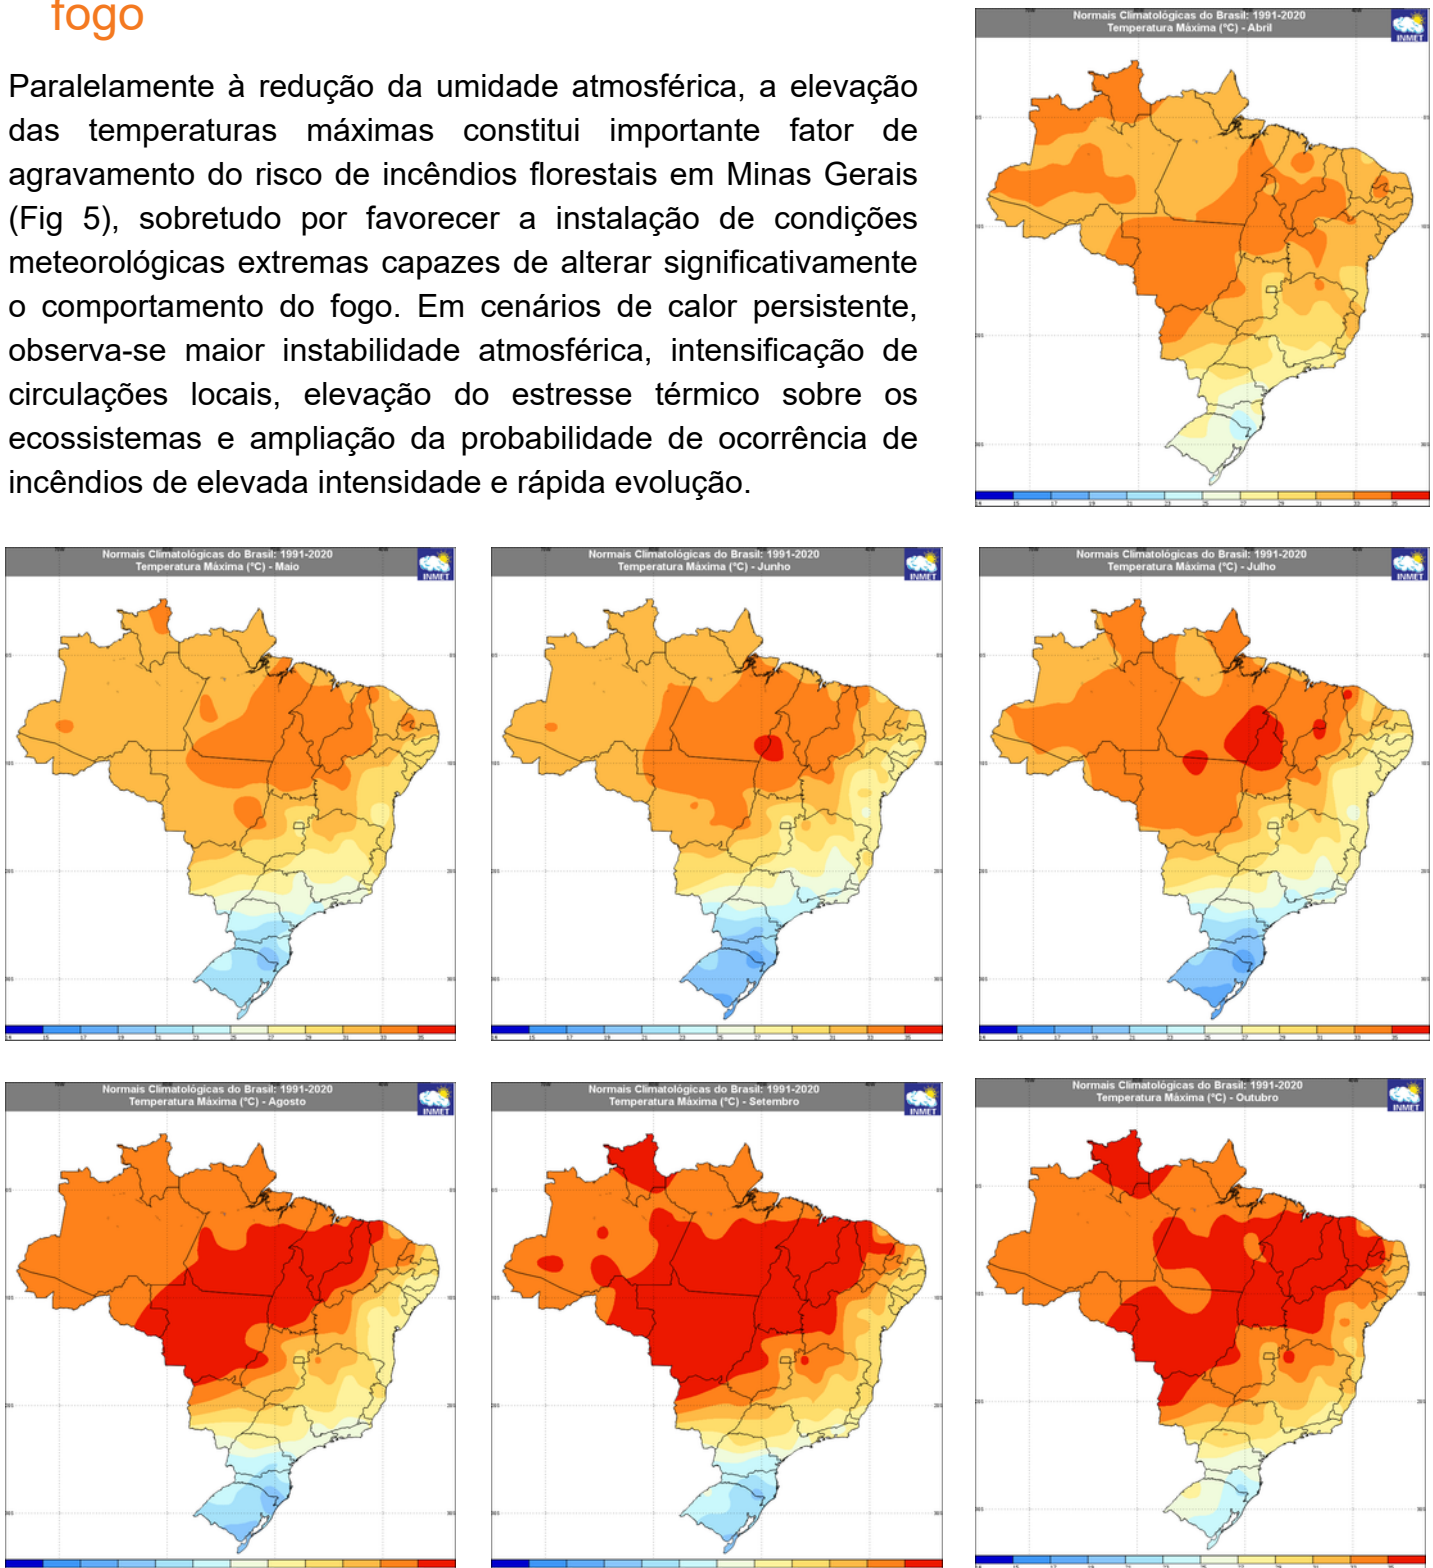 fogo
Paralelamente à redução da umidade atmosférica, a elevação
das temperaturas máximas constitui importante fator de
agravamento do risco de incêndios florestais em Minas Gerais
(Fig 5), sobretudo por favorecer a instalação de condições
meteorológicas extremas capazes de alterar significativamente
o comportamento do fogo. Em cenários de calor persistente,
observa-se maior instabilidade atmosférica, intensificação de
circulações locais, elevação do estresse térmico sobre os
ecossistemas e ampliação da probabilidade de ocorrência de
incêndios de elevada intensidade e rápida evolução.
Normais Climatológicas do Brasil: 1991-2020
Temperatura Máxima (°C) - Abril
INMET
Normais Climatológicas do Brasil: 1991-2020
Temperatura Máxima (°C) - Maio
INMET
Normais Climatológicas do Brasil: 1991-2020
Temperatura Máxima (°C) - Junho
INMET
Normais Climatológicas do Brasil: 1991-2020
Temperatura Máxima (°C) - Julho
INMET
Normais Climatológicas do Brasil: 1991-2020
Temperatura Máxima (°C) - Agosto
INMET
Normais Climatológicas do Brasil: 1991-2020
Temperatura Máxima (°C) - Setembro
INMET
Normais Climatológicas do Brasil: 1991-2020
Temperatura Máxima (°C) - Outubro
INMET